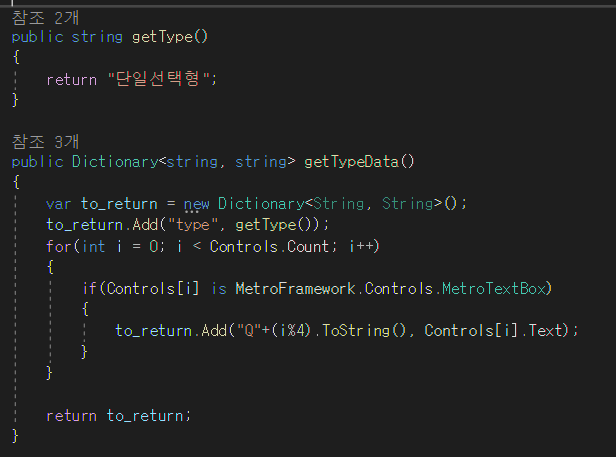 참조 2개
public string getType()
{
return "단일선택형";
}
참조 3개
public Dictionary<string, string> getTypeData()
{
var to_return = new Dictionary<String, String>();
to_return.Add("type", getType());
for(int i = 0; i < Controls.Count; i++)
{
if(Controls[i] is MetroFramework.Controls.MetroTextBox)
{
to_return.Add("Q"+(i%4).ToString(), Controls[i].Text);
}
}
return to_return;
}